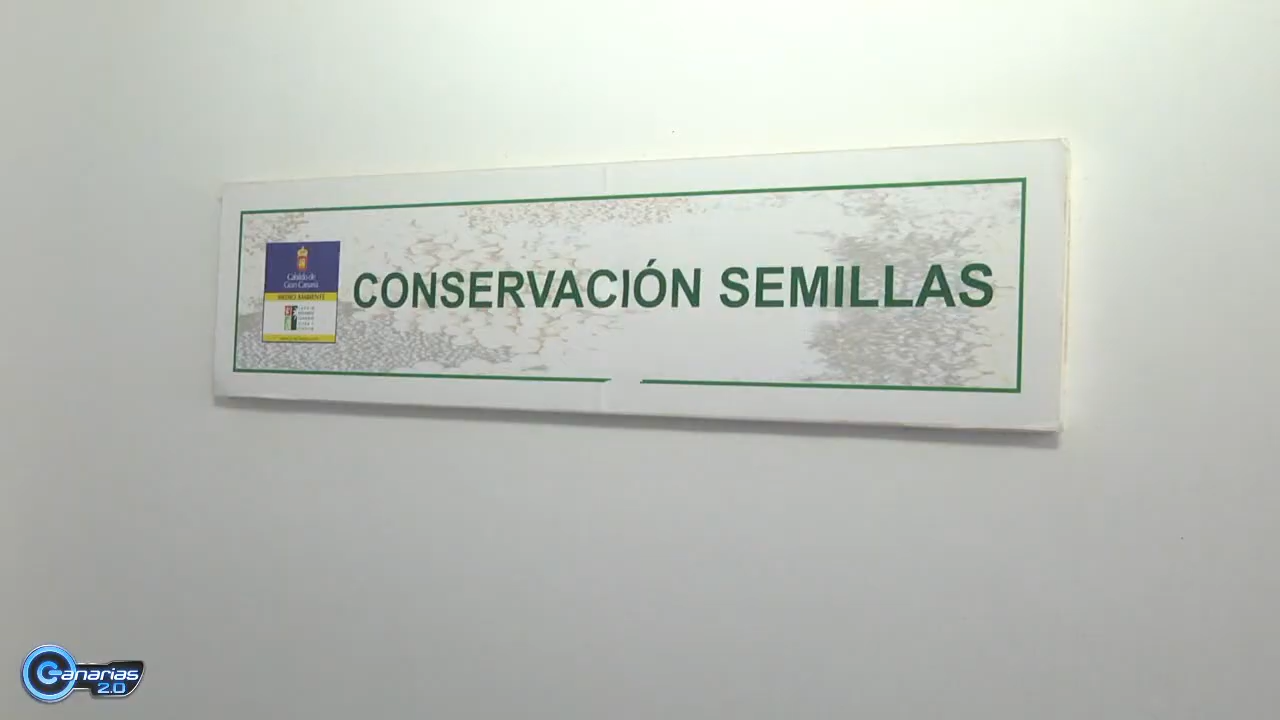 CONSERVACIÓN SEMILLAS
Cabildo de
Gran Canaria
MEDIO AMBIENTE
Canarias
2.0